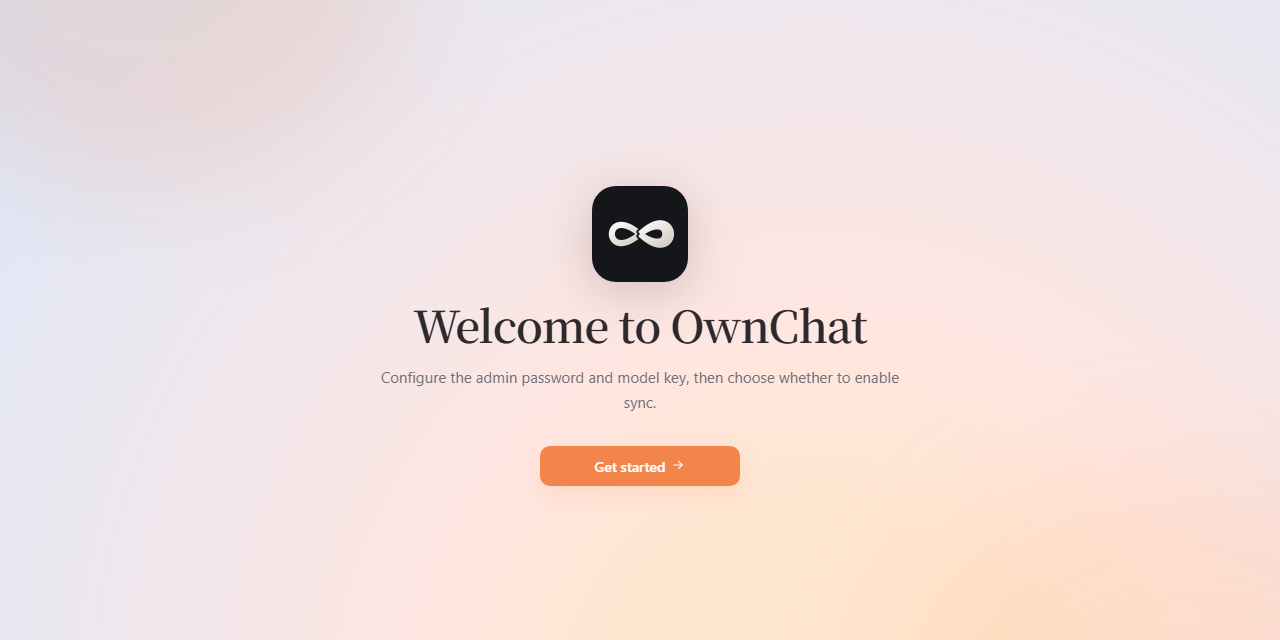 Welcome to OwnChat
Configure the admin password and model key, then choose whether to enable
sync.
Get started →